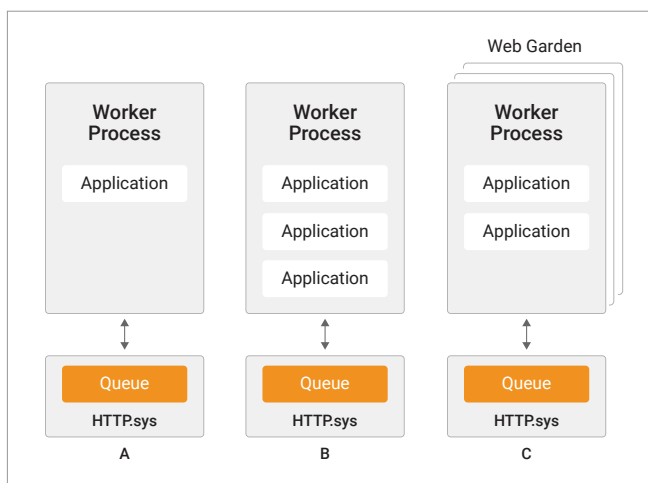 Web Garden
Worker
Process
Application
Queue
HTTP.sys
A
Worker
Process
Application
Application
Application
Queue
HTTP.sys
B
Worker
Process
Application
Application
Queue
HTTP.sys
C